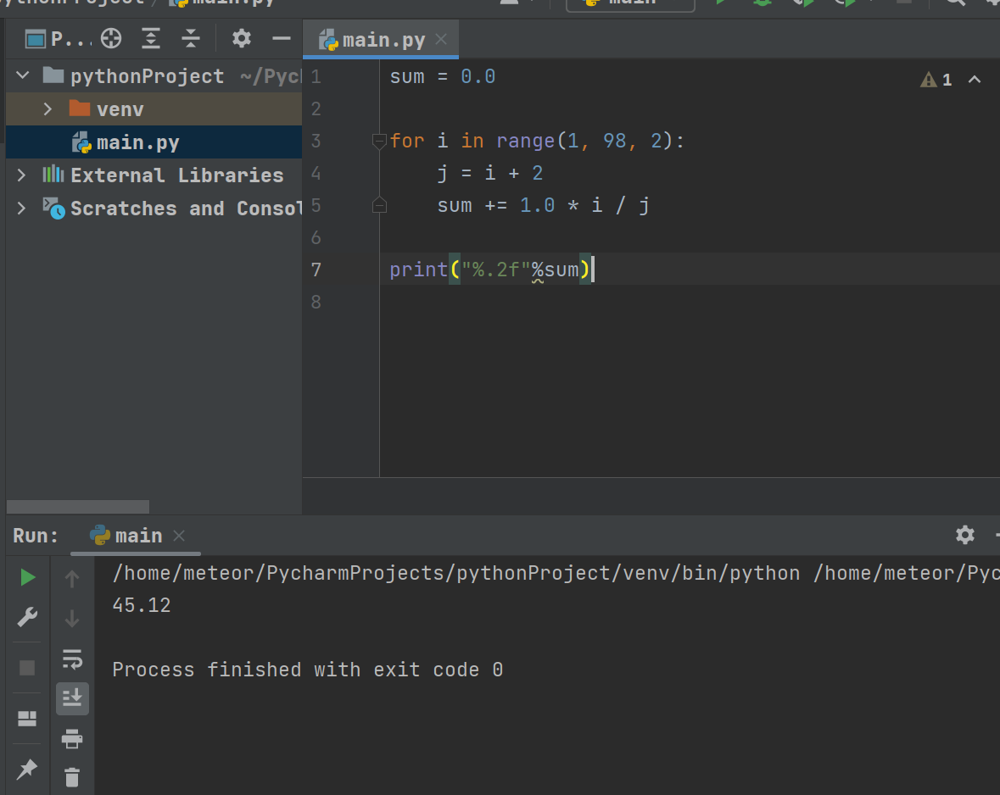 main.py
P...
main.py
pythonProject ~/Pyc
venv
main.py
External Libraries
Scratches and Consol
1 sum = 0.0
2
3 for i in range(1, 98, 2):
4 j = i + 2
5 sum += 1.0 * i / j
6
7 print("%.2f"%sum)
8
1
Run: main
/home/meteor/PycharmProjects/pythonProject/venv/bin/python /home/meteor/Pyc
45.12
Process finished with exit code 0